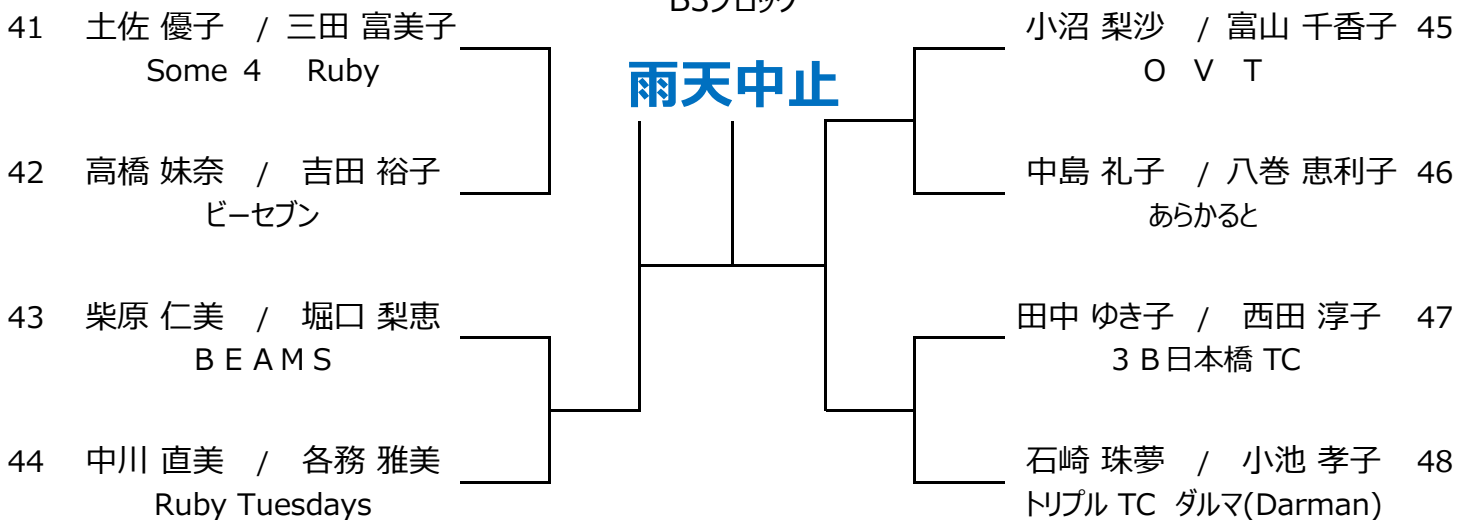 B3ブロック
雨天中止
41 土佐 優子 / 三田 富美子
Some 4 Ruby
42 高橋 妹奈 / 吉田 裕子
ビーセブン
43 柴原 仁美 / 堀口 梨恵
B E A M S
44 中川 直美 / 各務 雅美
Ruby Tuesdays
小沼 梨沙 / 富山 千香子 45
O V T
中島 礼子 / 八巻 恵利子 46
あらかると
田中 ゆき子 / 西田 淳子 47
3 B 日本橋 TC
石崎 珠夢 / 小池 孝子 48
トリプル TC ダルマ(Darman)